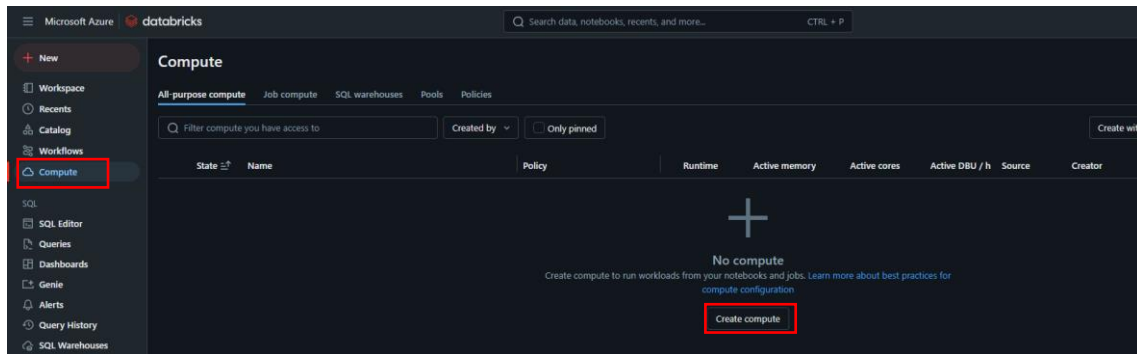 Microsoft Azure databricks
Search data, notebooks, recents, and more... CTRL + P
New
Workspace
Recents
Catalog
Workflows
Compute
SQL
SQL Editor
Queries
Dashboards
Genie
Alerts
Query History
SQL Warehouses
Compute
All-purpose compute Job compute SQL warehouses Pools Policies
Filter compute you have access to Created by Only pinned Create wit
State Name Policy Runtime Active memory Active cores Active DBU / h Source Creator
No compute
Create compute to run workloads from your notebooks and jobs. Learn more about best practices for
compute configuration
Create compute